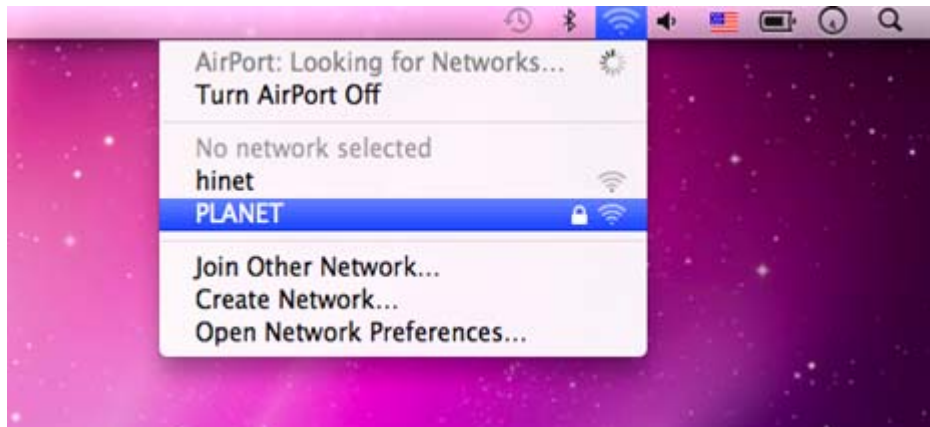 AirPort: Looking for Networks...
Turn AirPort Off
No network selected
hinet
PLANET
Join Other Network...
Create Network...
Open Network Preferences...